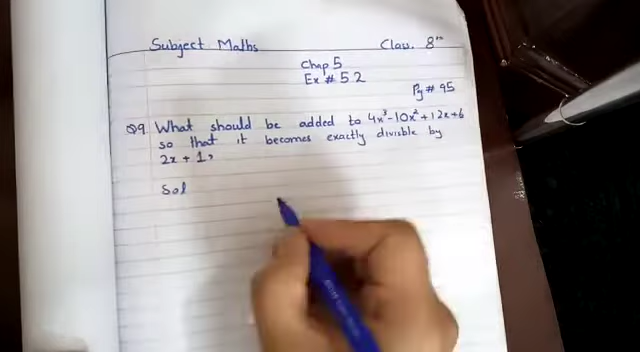 Subject Maths Class. 8th
Chap 5
Ex # 5.2
Pg # 95
Q9 What should be added to 4x³-10x²+12x+6
so that it becomes exactly divisible by
2x + 1,
Sol